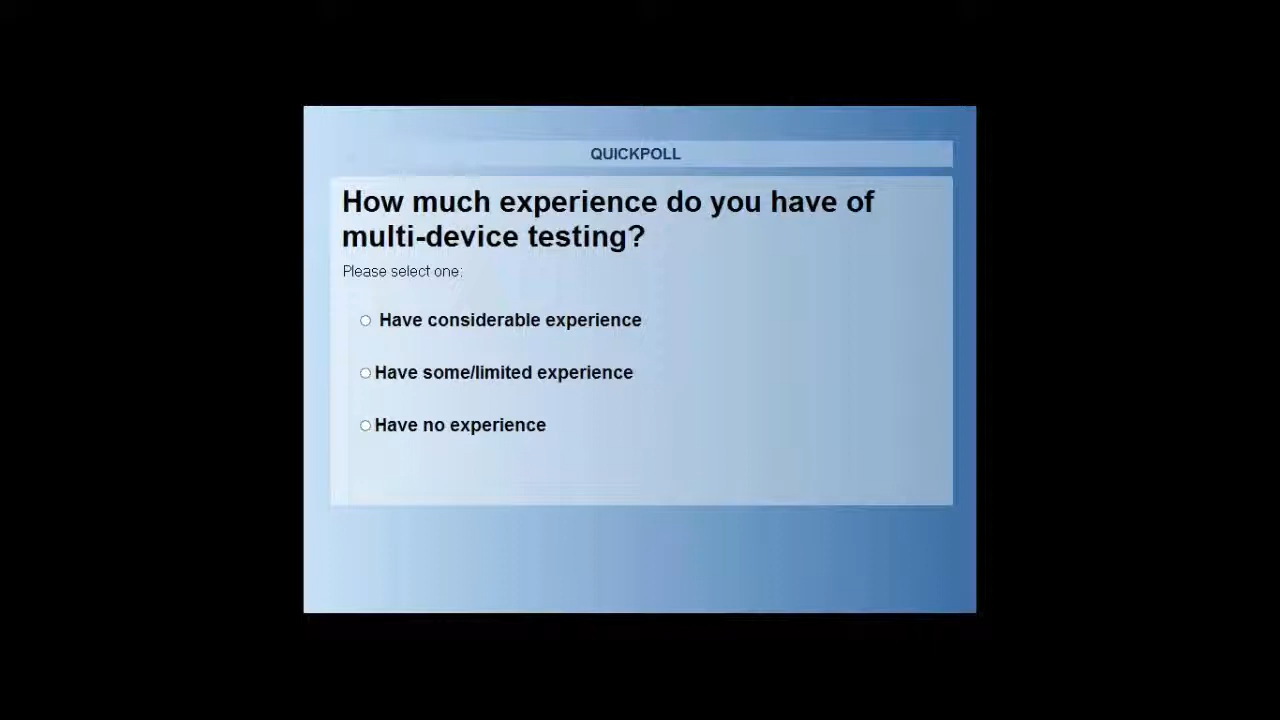 QUICKPOLL
How much experience do you have of
multi-device testing?
Please select one:
Have considerable experience
Have some/limited experience
Have no experience